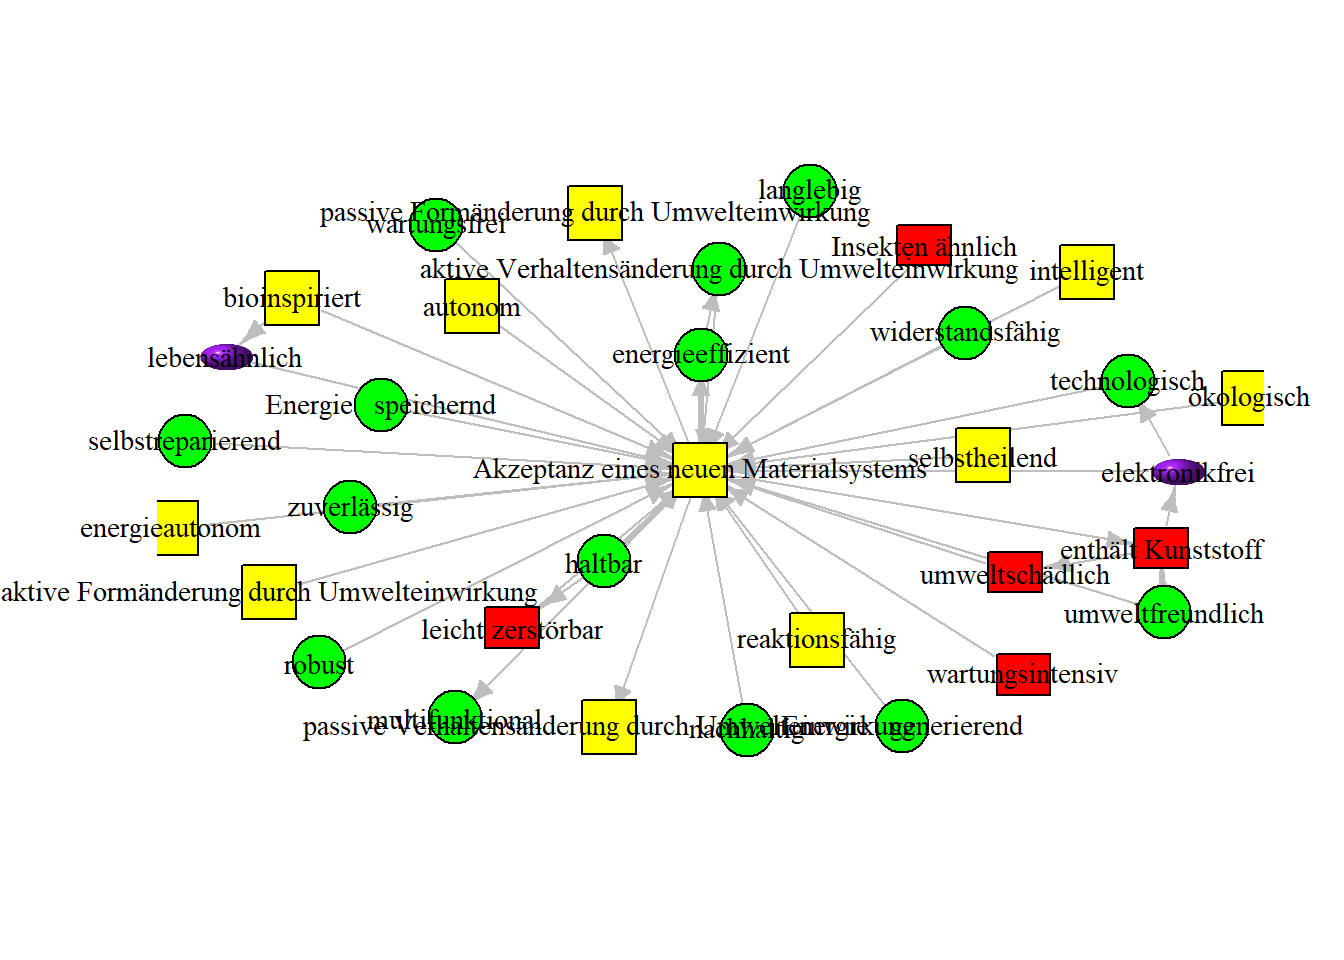 langlebig
passive Formänderung durch Umwelteinwirkung
wartungsfrei
Insekten ähnlich
aktive Verhaltensänderung durch Umwelteinwirkung
intelligent
bioinspiriert
autonom
widerstandsfähig
lebensähnlich
energieeffizient
technologisch
ökologisch
Energie speichernd
selbstreparierend
selbstheilend
Akzeptanz eines neuen Materialsystems
elektronikfrei
zuverlässig
energieautonom
enthält Kunststoff
haltbar
umweltschädlich
aktive Formänderung durch Umwelteinwirkung
umweltfreundlich
leicht zerstörbar
reaktionsfähig
robust
wartungsintensiv
multifunktional
passive Verhaltensänderung durch Umwelteinwirkung
nachhaltig
Energie generierend